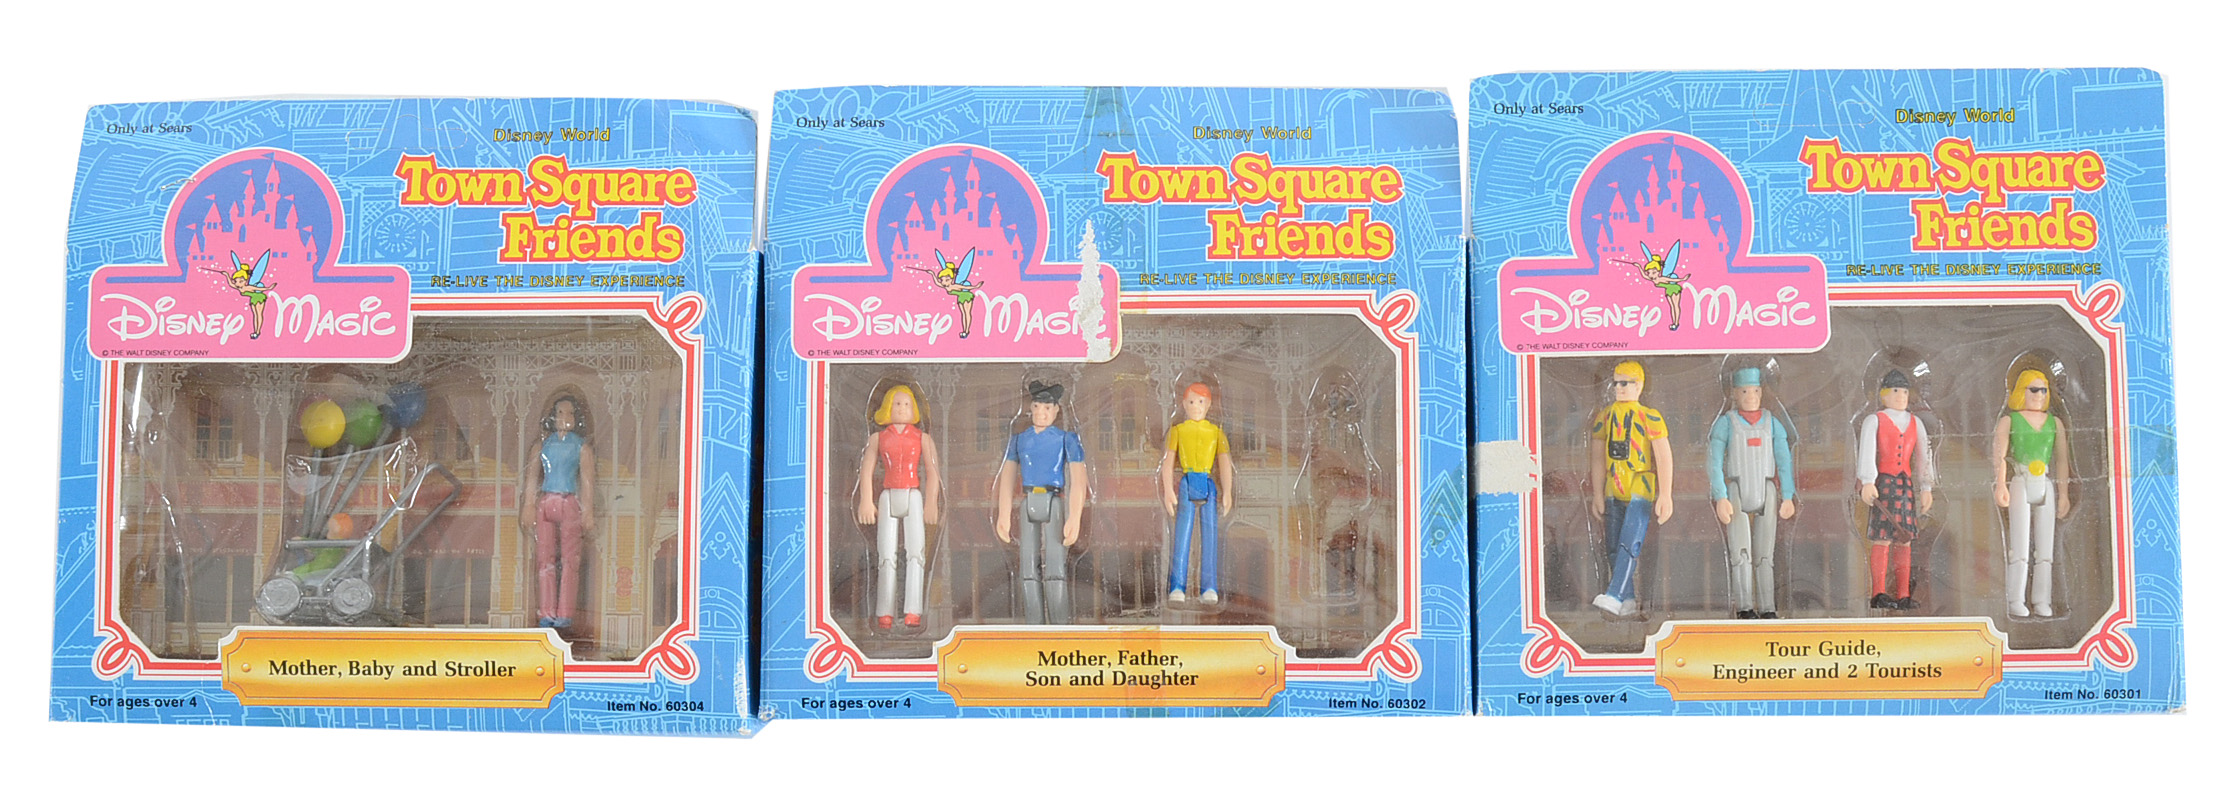 Only at Sears
Disney World
Town Square
Friends
RE-LIVE THE DISNEY EXPERIENCE
Disney Magic
© THE WALT DISNEY COMPANY
Mother, Baby and Stroller
For ages over 4
Item No. 60304
Only at Sears
Disney World
Town Square
Friends
RE-LIVE THE DISNEY EXPERIENCE
Disney Magic
© THE WALT DISNEY COMPANY
Mother, Father,
Son and Daughter
For ages over 4
Item No. 60302
Only at Sears
Disney World
Town Square
Friends
RE-LIVE THE DISNEY EXPERIENCE
Disney Magic
© THE WALT DISNEY COMPANY
Tour Guide,
Engineer and 2 Tourists
For ages over 4
Item No. 60301